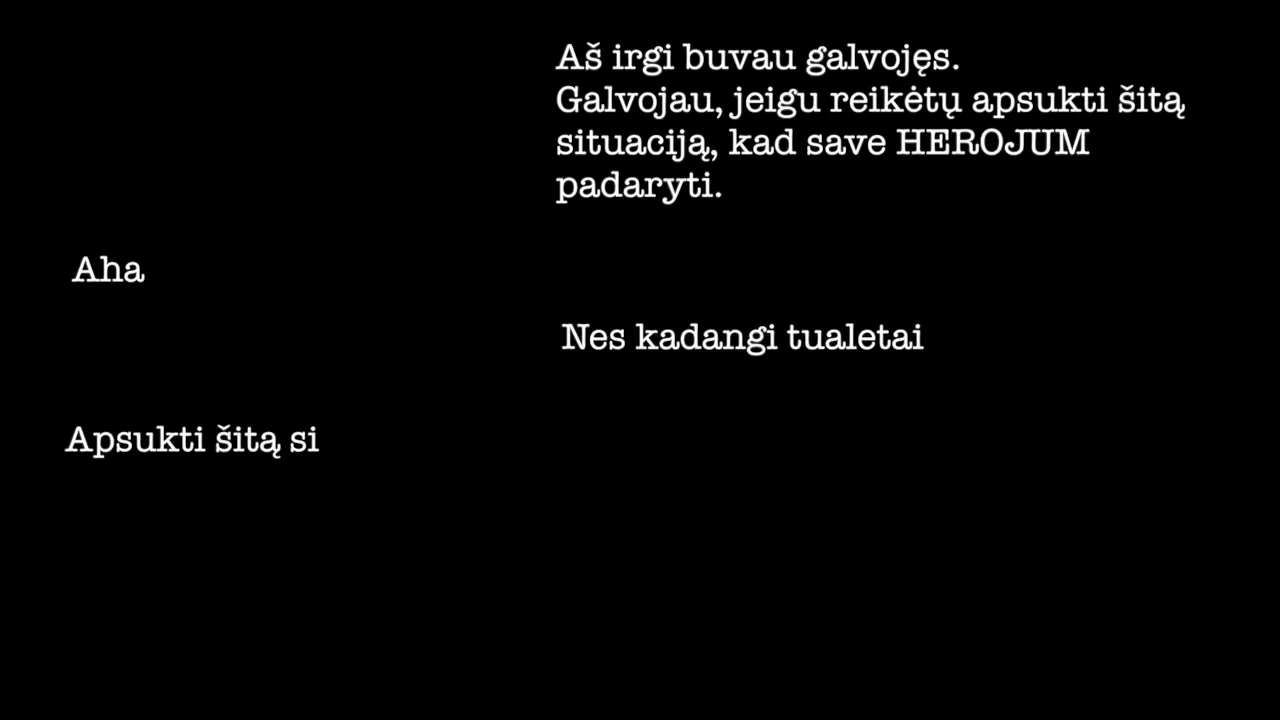 Aš irgi buvau galvojęs.
Galvojau, jeigu reikėtų apsukti šitą
situaciją, kad save HEROJUM
padaryti.
Aha
Nes kadangi tualetai
Apsukti šitą si